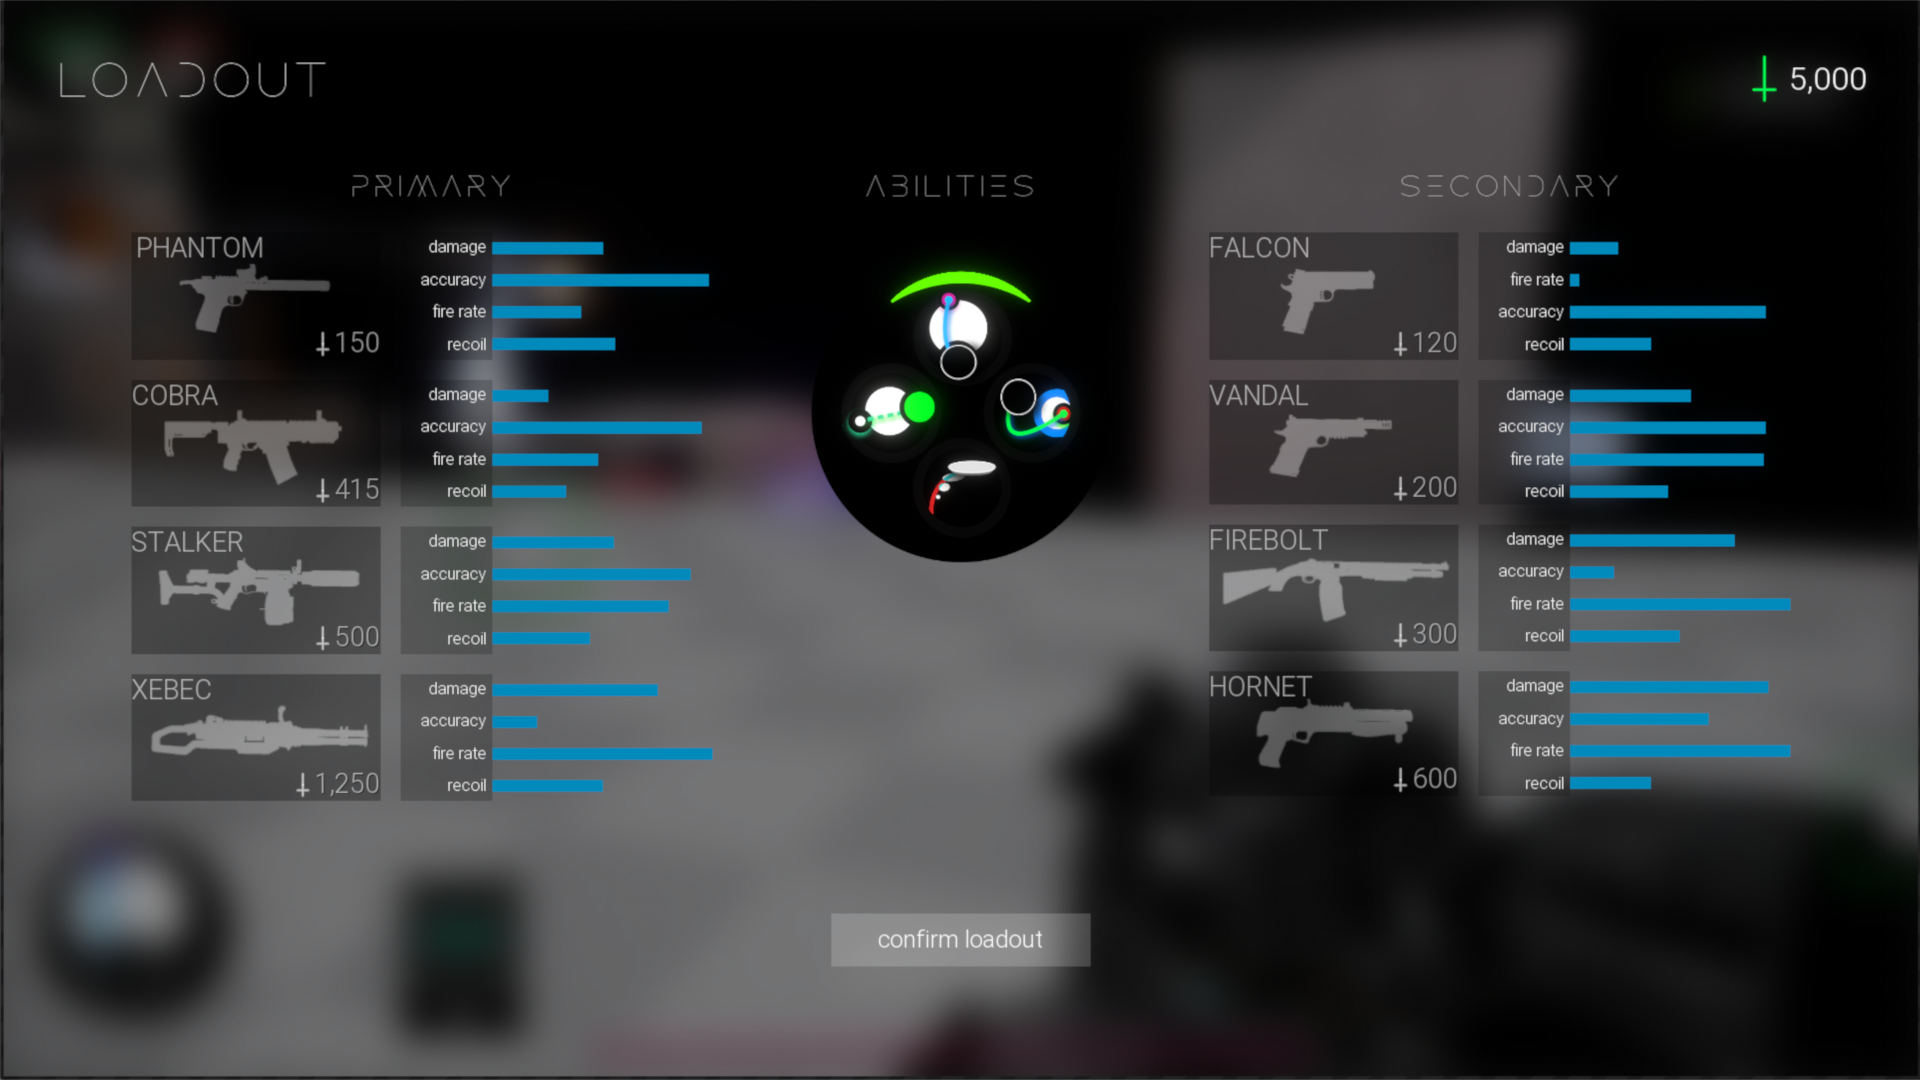 LOADOUT
5,000
PRIMARY
PHANTOM
150
damage
accuracy
fire rate
recoil
COBRA
415
damage
accuracy
fire rate
recoil
STALKER
500
damage
accuracy
fire rate
recoil
XEBEC
1,250
damage
accuracy
fire rate
recoil
ABILITIES
SECONDARY
FALCON
120
damage
fire rate
accuracy
recoil
VANDAL
200
damage
accuracy
fire rate
recoil
FIREBOLT
300
damage
accuracy
fire rate
recoil
HORNET
600
damage
accuracy
fire rate
recoil
confirm loadout